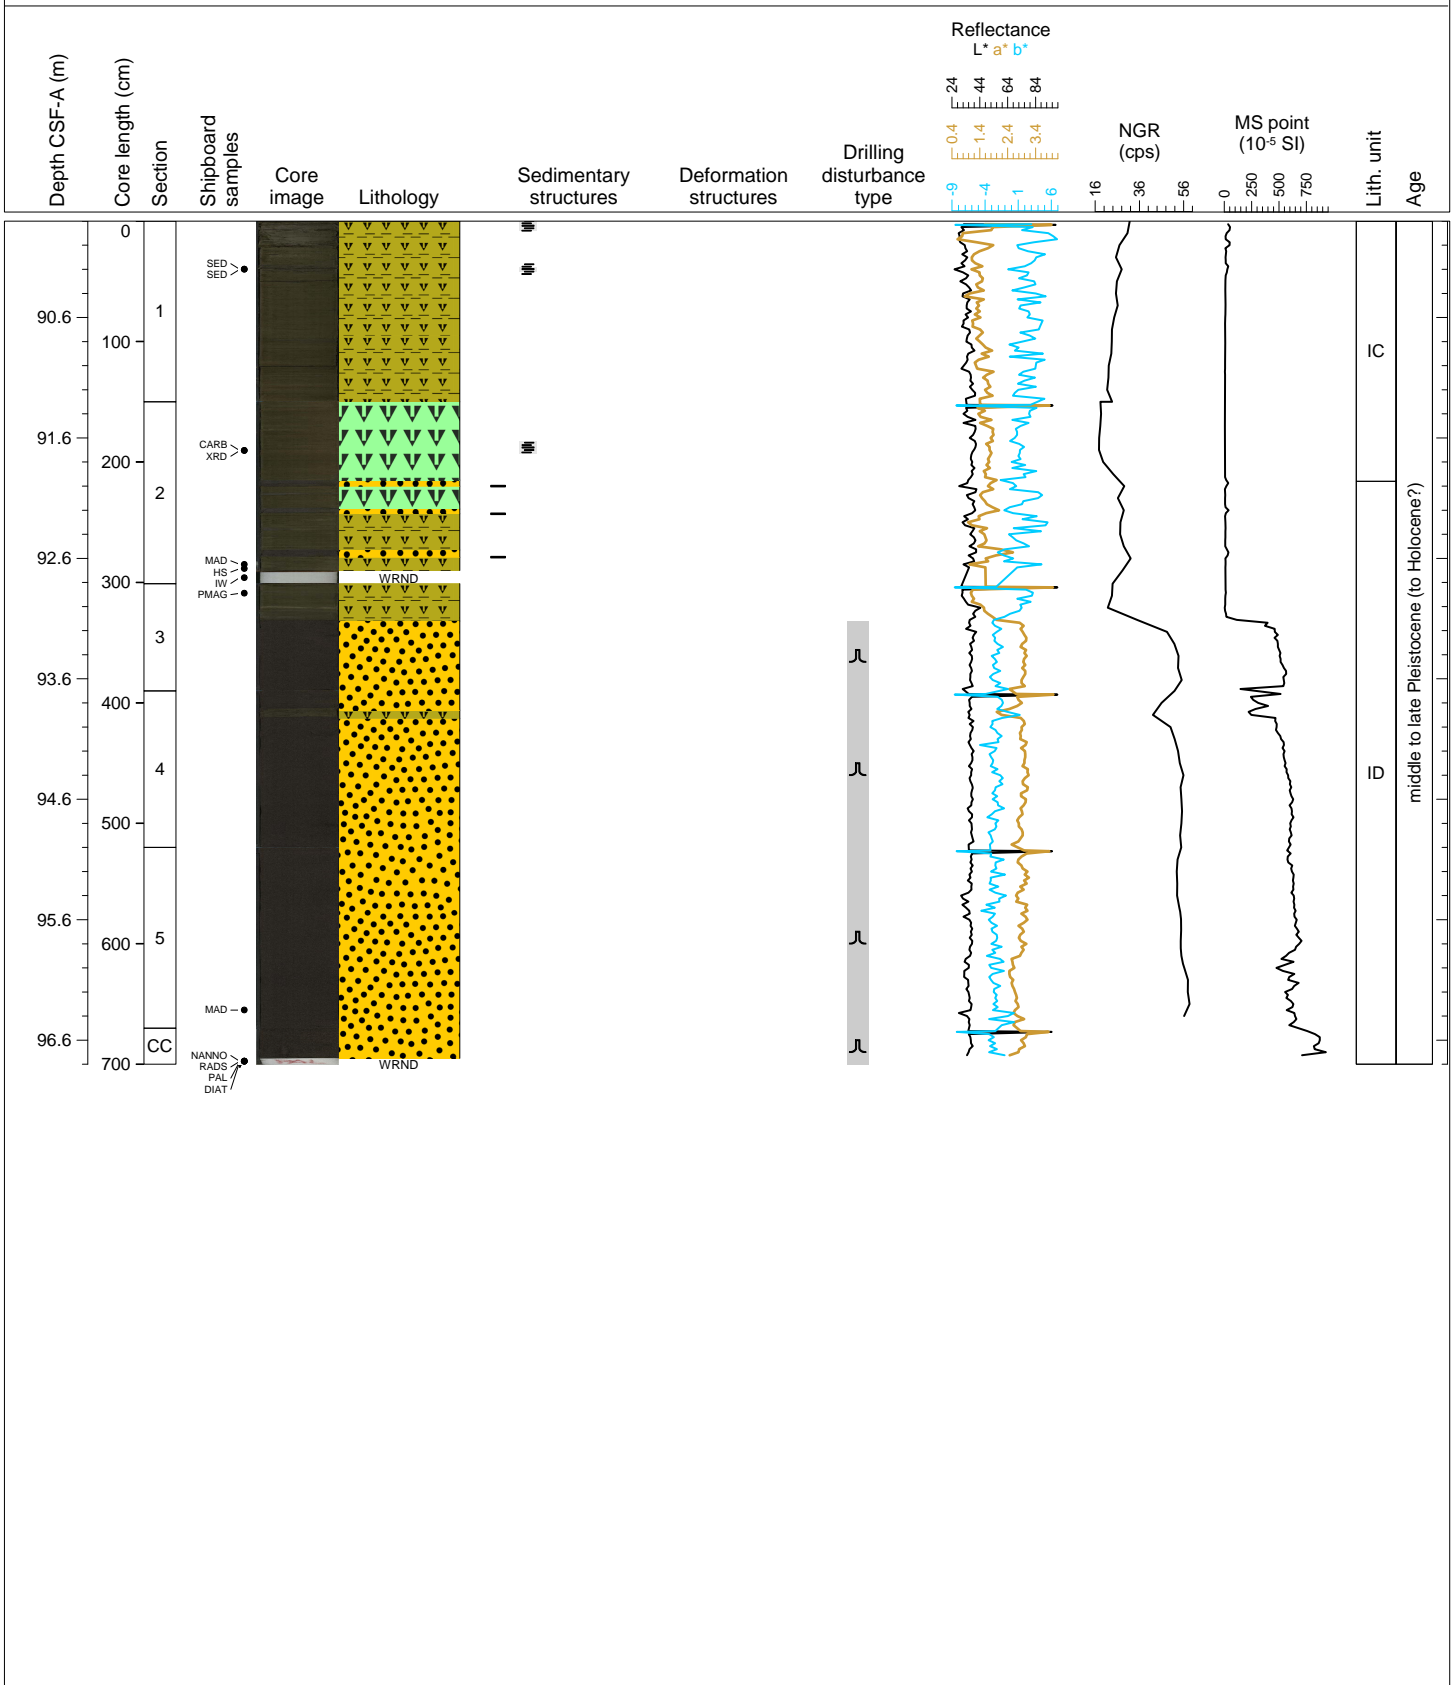 Depth CSF-A (m)
Core length (cm)
Section
Shipboard
samples
Core
image
Lithology
Sedimentary
structures
Deformation
structures
Drilling
disturbance
type
Reflectance
L* a* b*
24 44 64 84
0.4 1.4 2.4 3.4
-9 -4 1 6
NGR
(cps)
16 36 56
MS point
(10-5 SI)
0 250 500 750
Lith. unit
Age
0
SED
SED
90.6
1
100
IC
91.6
CARB
XRD
200
2
92.6
MAD
HS
IW
PMAG
300
WRND
3
93.6
400
4
94.6
500
ID
middle to late Pleistocene (to Holocene?)
95.6
600
5
MAD
96.6
CC
NANNO
RADS
PAL
DIAT
700
WRND